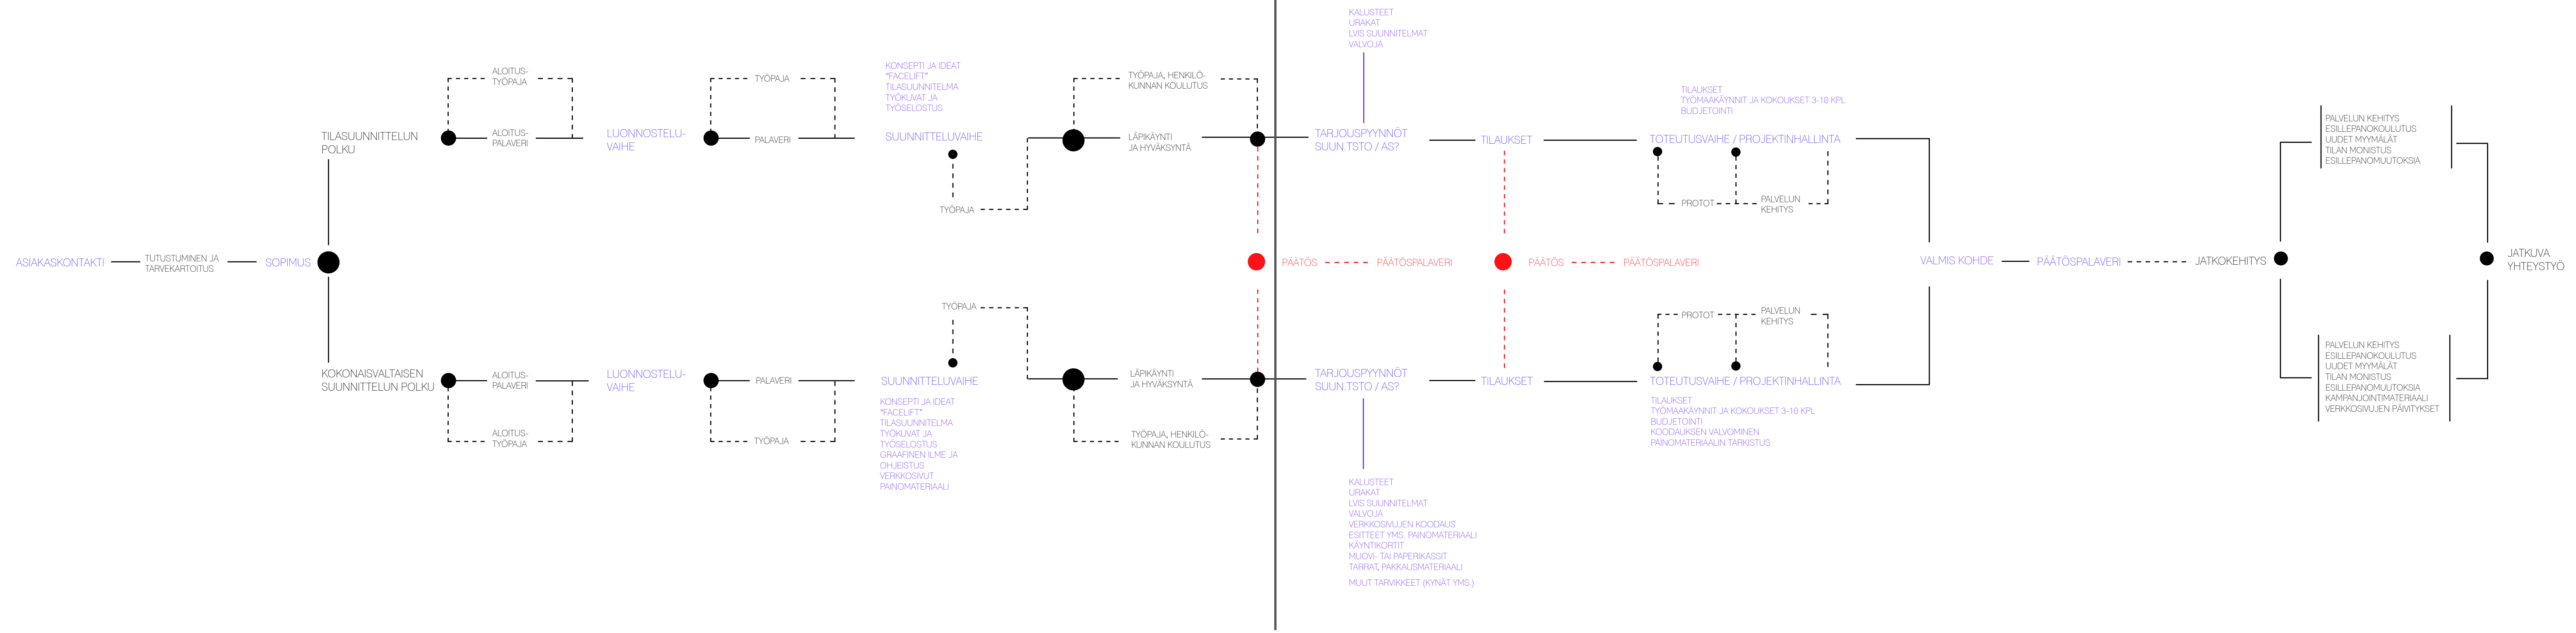 ASIAKASKONTAKTI
TUTUSTUMINEN JA
TARVEKARTOITUS
SOPIMUS
TILASUUNNITTELUN
POLKU
ALOITUS-
TYÖPAJA
ALOITUS-
PALAVERI
LUONNOSTELU-
VAIHE
TYÖPAJA
PALAVERI
KONSEPTI JA IDEAT
"FACELIFT"
TILASUUNNITELMA
TYÖKUVAT JA
TYÖSELOSTUS
SUUNNITTELUVAIHE
TYÖPAJA
TYÖPAJA, HENKILÖ-
KUNNAN KOULUTUS
LÄPIKÄYNTI
JA HYVÄKSYNTÄ
KALUSTEET
URAKAT
LVIS SUUNNITELMAT
VALVOJA
TARJOUSPYYNNÖT
SUUN.TSTO / AS?
TILAUKSET
TILAUKSET
TYÖMAAKÄYNNIT JA KOKOUKSET 3-10 KPL
BUDJETOINTI
TOTEUTUSVAIHE / PROJEKTINHALLINTA
PROTOT
PALVELUN
KEHITYS
PÄÄTÖS
PÄÄTÖSPALAVERI
PÄÄTÖS
PÄÄTÖSPALAVERI
KOKONAISVALTAISEN
SUUNNITTELUN POLKU
ALOITUS-
PALAVERI
ALOITUS-
TYÖPAJA
LUONNOSTELU-
VAIHE
PALAVERI
TYÖPAJA
TYÖPAJA
SUUNNITTELUVAIHE
KONSEPTI JA IDEAT
"FACELIFT"
TILASUUNNITELMA
TYÖKUVAT JA
TYÖSELOSTUS
GRAAFINEN ILME JA
OHJEISTUS
VERKKOSIVUT
PAINOMATERIAALI
LÄPIKÄYNTI
JA HYVÄKSYNTÄ
TYÖPAJA, HENKILÖ-
KUNNAN KOULUTUS
TARJOUSPYYNNÖT
SUUN.TSTO / AS?
KALUSTEET
URAKAT
LVIS SUUNNITELMAT
VALVOJA
VERKKOSIVUJEN KOODAUS
ESITTEET YMS. PAINOMATERIAALI
KÄYNTIKORTIT
MUOVI- TAI PAPERIKASSIT
TARRAT, PAKKAUSMATERIAALI
MUUT TARVIKKEET (KYNÄT YMS.)
TILAUKSET
PROTOT
PALVELUN
KEHITYS
TOTEUTUSVAIHE / PROJEKTINHALLINTA
TILAUKSET
TYÖMAAKÄYNNIT JA KOKOUKSET 3-10 KPL
BUDJETOINTI
KOODAUKSEN VALVOMINEN
PAINOMATERIAALIN TARKISTUS
VALMIS KOHDE
PÄÄTÖSPALAVERI
JATKOKEHITYS
PALVELUN KEHITYS
ESILLEPANOKOULUTUS
UUDET MYYMÄLÄT
TILAN MONISTUS
ESILLEPANOMUUTOKSIA
PALVELUN KEHITYS
ESILLEPANOKOULUTUS
UUDET MYYMÄLÄT
TILAN MONISTUS
ESILLEPANOMUUTOKSIA
KAMPANJOINTIMATERIAALI
VERKKOSIVUJEN PÄIVITYKSET
JATKUVA
YHTEYSTYÖ